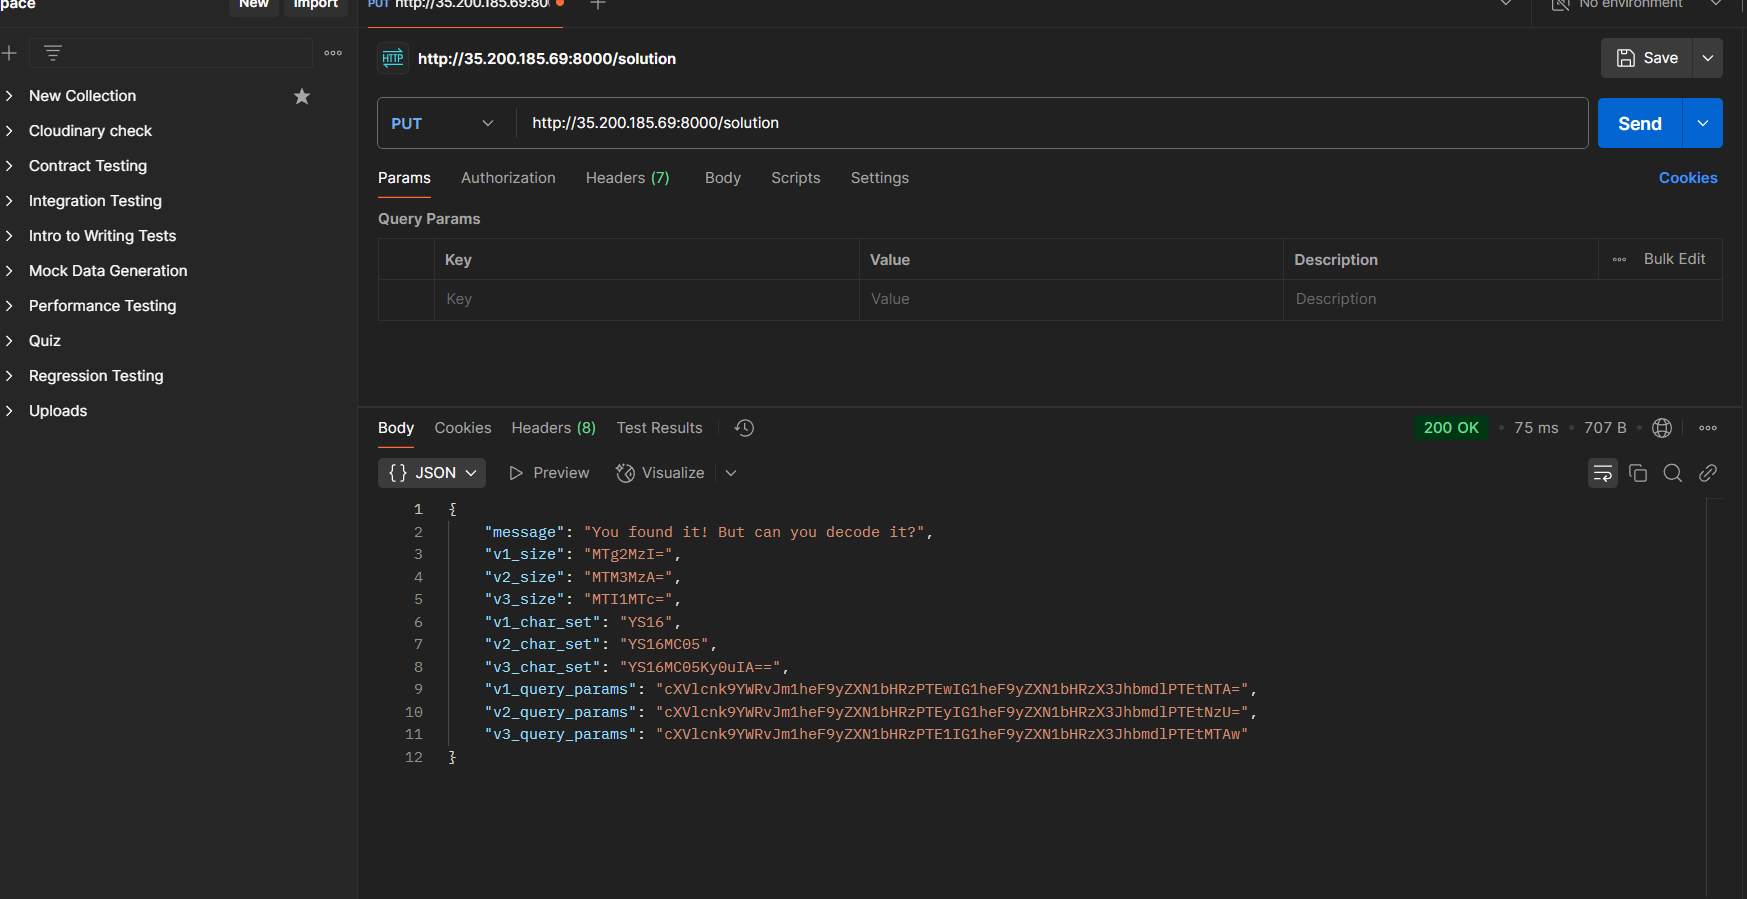 pace
New
Import
PUT http://35.200.185.69:80
No environment
http://35.200.185.69:8000/solution
Save
New Collection
Cloudinary check
Contract Testing
Integration Testing
Intro to Writing Tests
Mock Data Generation
Performance Testing
Quiz
Regression Testing
Uploads
PUT
http://35.200.185.69:8000/solution
Send
Params Authorization Headers (7) Body Scripts Settings
Cookies
Query Params
Key Value Description Bulk Edit
Key Value Description
Body Cookies Headers (8) Test Results
200 OK • 75 ms • 707 B •
{} JSON Preview Visualize
1 {
2 "message": "You found it! But can you decode it?",
3 "v1_size": "MTg2MzI=",
4 "v2_size": "MTM3MzA=",
5 "v3_size": "MTI1MTc=",
6 "v1_char_set": "YS16",
7 "v2_char_set": "YS16MC05",
8 "v3_char_set": "YS16MC05Ky0uIA==",
9 "v1_query_params": "cXVlcnk9YWRvJm1heF9yZXN1bHRzPTEwIG1heF9yZXN1bHRzX3JhbmdlPTEtNTA=",
10 "v2_query_params": "cXVlcnk9YWRvJm1heF9yZXN1bHRzPTEyIG1heF9yZXN1bHRzX3JhbmdlPTEtNzU=",
11 "v3_query_params": "cXVlcnk9YWRvJm1heF9yZXN1bHRzPTE1IG1heF9yZXN1bHRzX3JhbmdlPTEtMTAw"
12 }